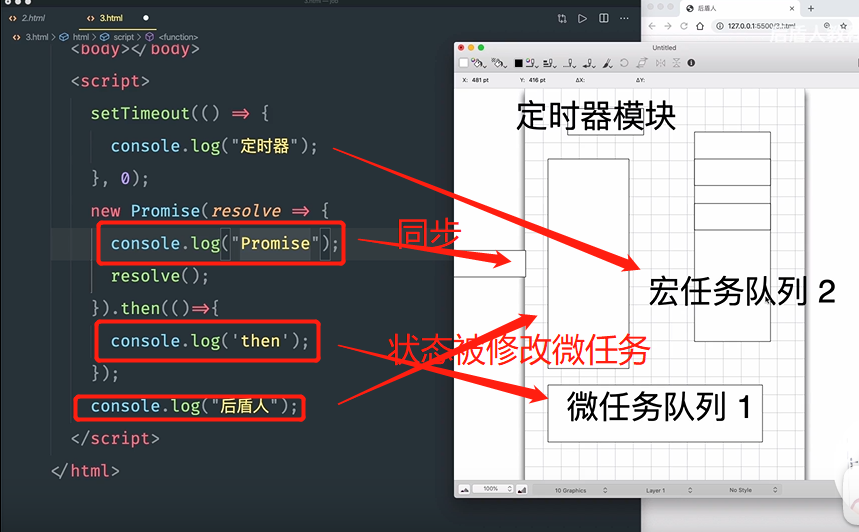 2.html
3.html
3.html > html > script > <function>
<body></body>
<script>
setTimeout(() => {
console.log("定时器");
}, 0);
new Promise(resolve => {
console.log("Promise");
resolve();
}).then(()=>{
console.log('then');
});
console.log("后盾人");
</script>
</html>
同步
状态被修改微任务
后盾人
127.0.0.1:5500/3.html
Untitled
X: 481 pt
Y: 416 pt
ΔX:
ΔY:
定时器模块
宏任务队列 2
微任务队列 1
100%
10 Graphics
Layer 1
No Style